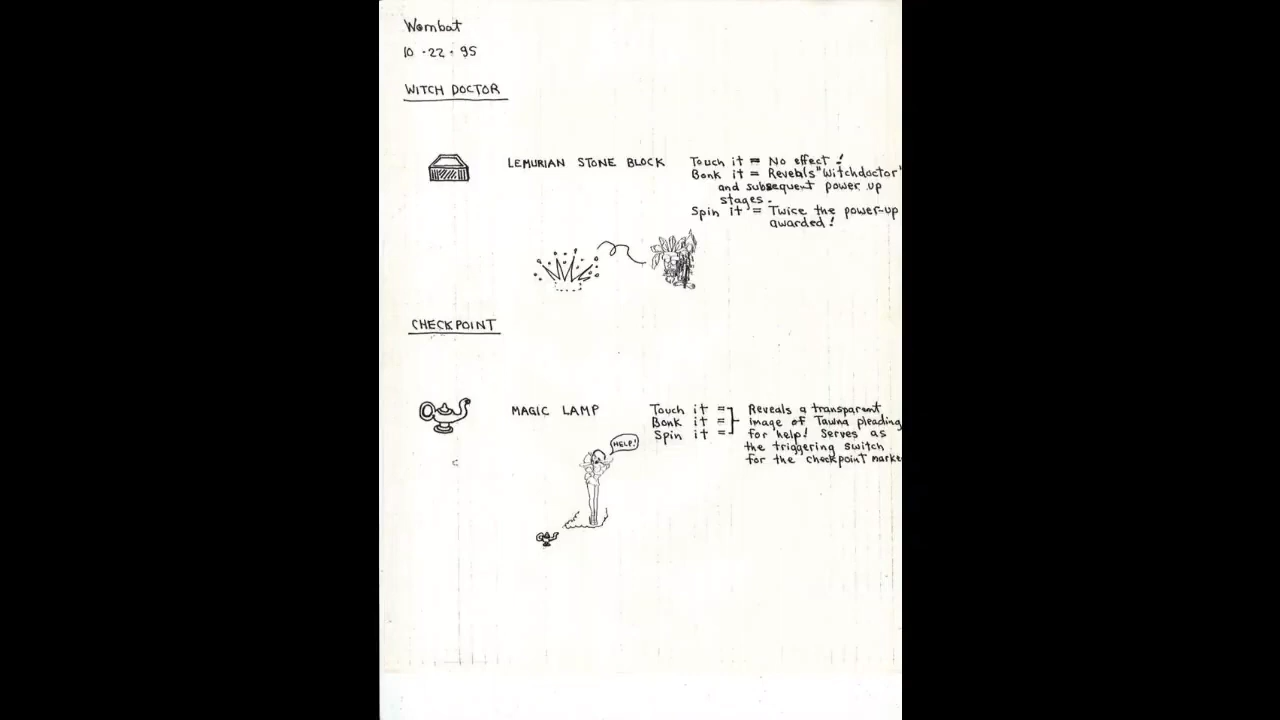 Wombat
10 · 22 · 95
WITCH DOCTOR
LEMURIAN STONE BLOCK
Touch it = No effect!
Bonk it = Reveals "Witchdoctor"
and subsequent power up
stages.
Spin it = Twice the power-up
awarded!
CHECKPOINT
MAGIC LAMP
Touch it =
Bonk it =
Spin it =
Reveals a transparent
image of Tawna pleading
for help! Serves as
the triggering switch
for the checkpoint marke
HELP!